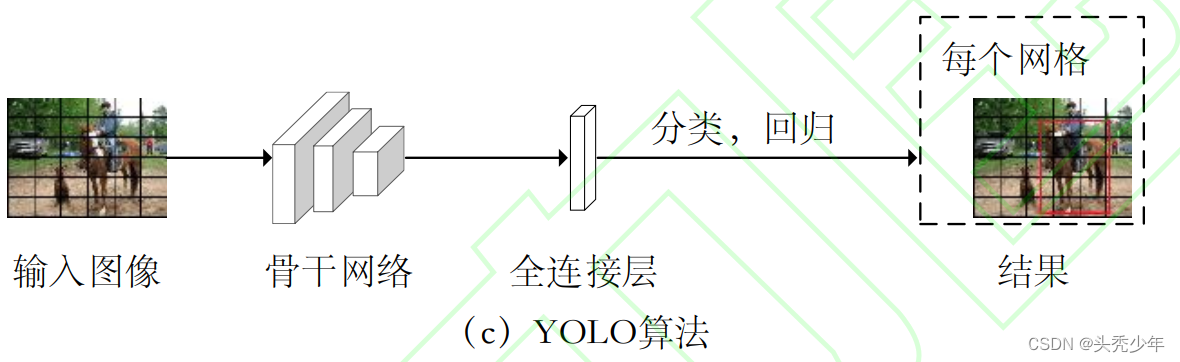 每个网格
分类，回归
输入图像
骨干网络
全连接层
结果
（c）YOLO算法
CSDN @头秃少年